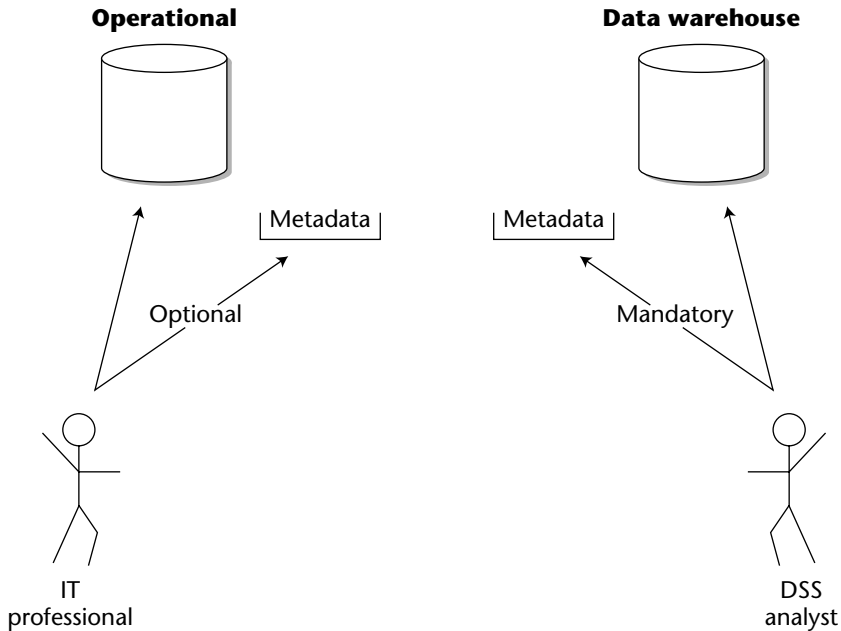 Operational
Data warehouse
Metadata
Metadata
Optional
Mandatory
IT
professional
DSS
analyst